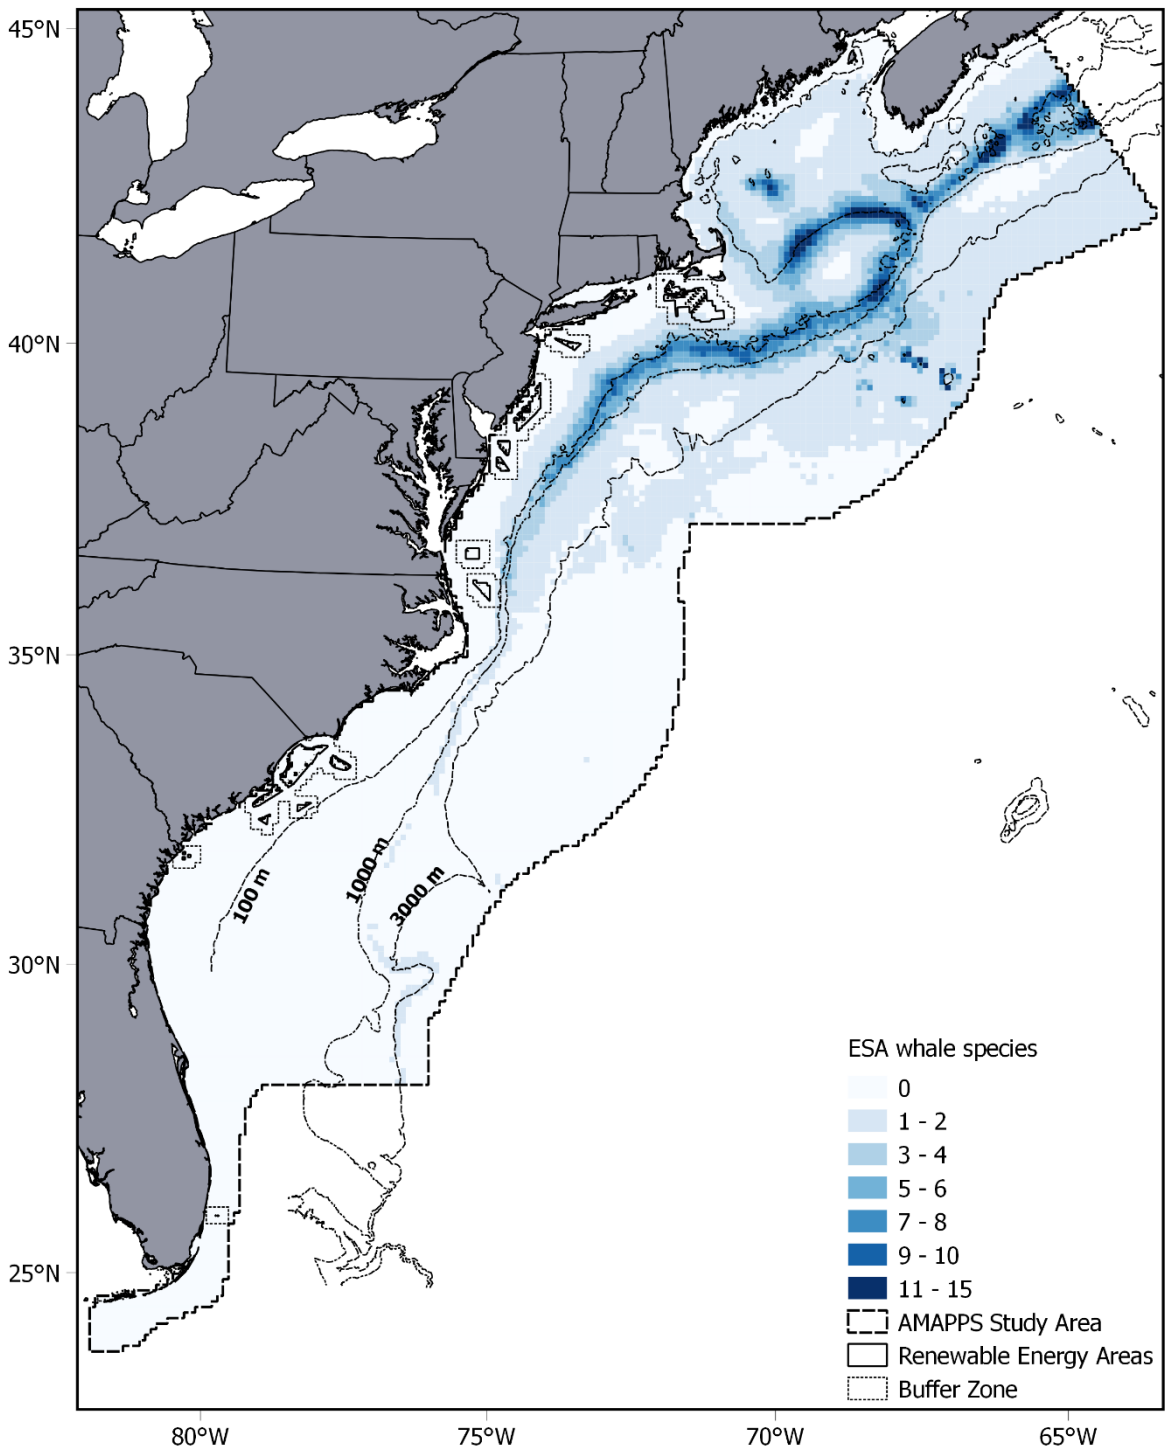 45°N
40°N
35°N
30°N
25°N
100 m
1000 m
3000 m
ESA whale species
0
1 - 2
3 - 4
5 - 6
7 - 8
9 - 10
11 - 15
AMAPPS Study Area
Renewable Energy Areas
Buffer Zone
80°W
75°W
70°W
65°W